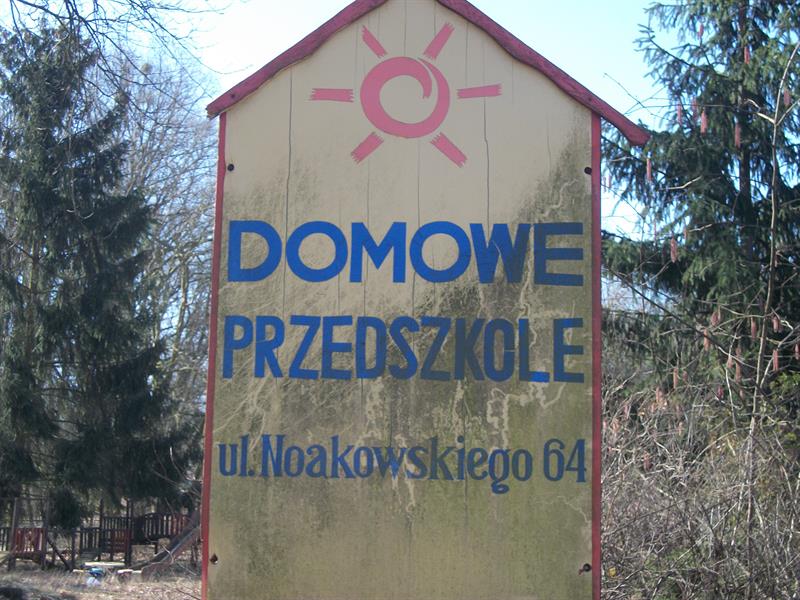 DOMOWE
PRZEDSZKOLE
ul. Noakowskiego 64